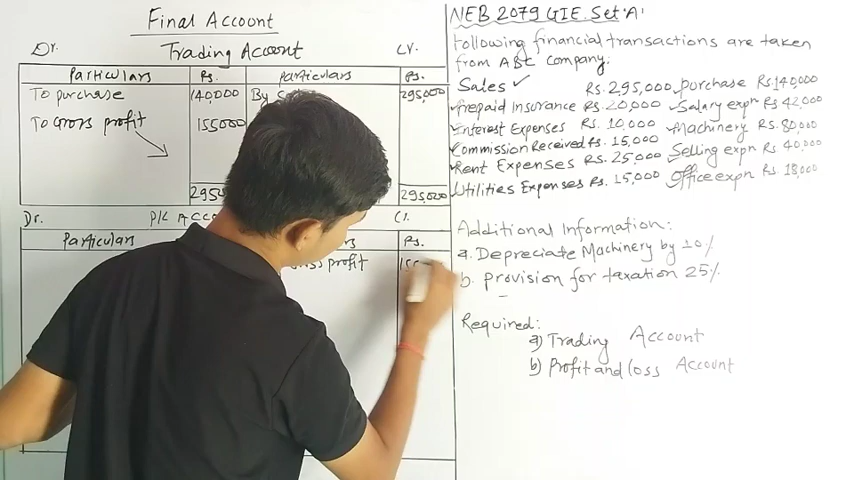 Final Account
Dr. Trading Account Cr.
Particulars Rs. Particulars Rs.
To purchase 140,000 By 295,000
To Gross profit 155000
295,000
Dr. P/L Cr.
Particulars Rs.
profit
NEB 2079 GIE. Set 'A'
Following financial transactions are taken
from ABC company:
Sales ✓ Rs. 295,000 ✓ purchase Rs. 140,000
✓ Prepaid Insurance Rs. 20,000 ✓ Salary expn Rs 42,000
✓ Interest Expenses Rs. 10,000 ✓ Machinery Rs. 80,000
Commission Received Rs. 15,000 ✓ Selling expn Rs 40,000
✓ Rent Expenses Rs. 25,000 ✓ Office expn Rs. 18,000
✓ Utilities Expenses Rs. 15,000
Additional Information:
a. Depreciate Machinery by 10%
b. provision for taxation 25%
Required:
a) Trading Account
b) Profit and loss Account